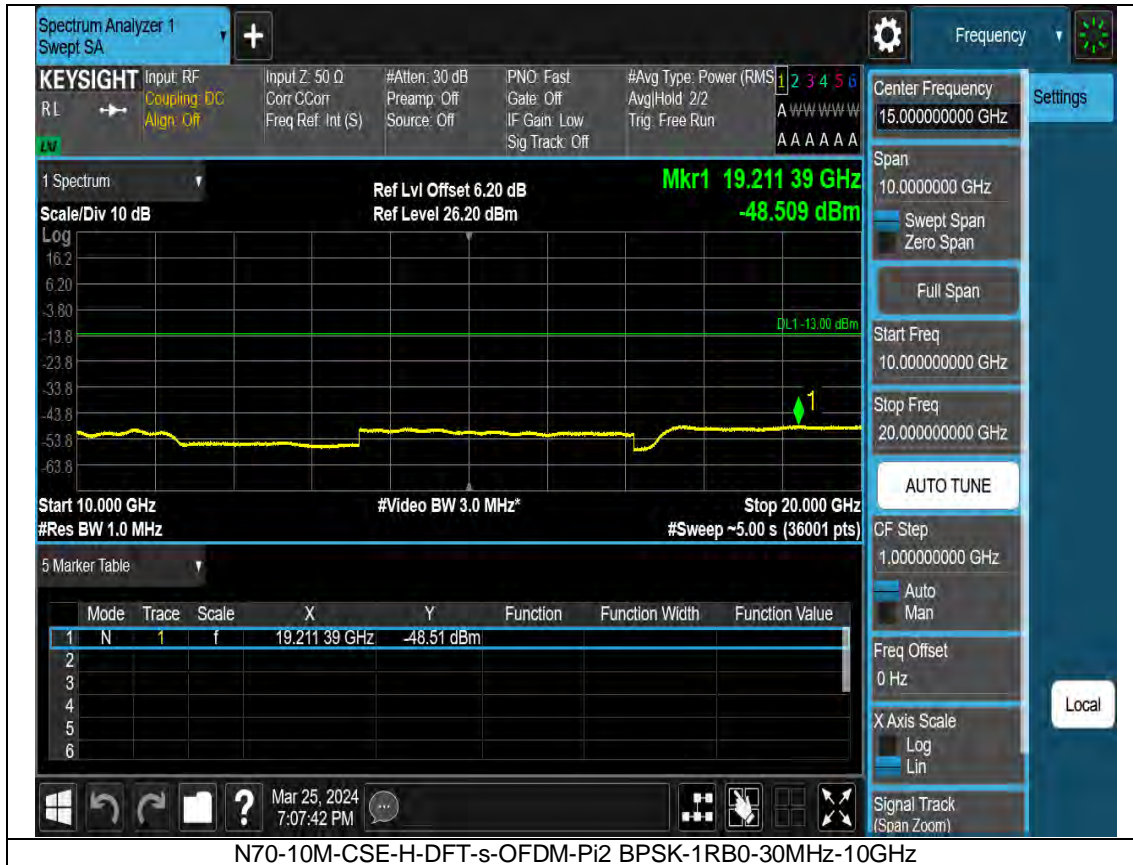 Spectrum Analyzer 1
Swept SA
+
Frequency
KEYSIGHT
RL
LXI
Input: RF
Coupling: DC
Align: Off
Input Z: 50 Ω
Corr CCorr
Freq Ref: Int (S)
#Atten: 30 dB
Preamp: Off
Source: Off
PNO: Fast
Gate: Off
IF Gain: Low
Sig Track: Off
#Avg Type: Power (RMS
Avg|Hold: 2/2
Trig: Free Run
1 2 3 4 5 6
A W W W W W
A A A A A A
1 Spectrum
Scale/Div 10 dB
Log
Ref Lvl Offset 6.20 dB
Ref Level 26.20 dBm
Mkr1 19.211 39 GHz
-48.509 dBm
16.2
6.20
-3.80
-13.8
-23.8
-33.8
-43.8
-53.8
-63.8
DL1 -13.00 dBm
1
Start 10.000 GHz
#Res BW 1.0 MHz
#Video BW 3.0 MHz*
Stop 20.000 GHz
#Sweep ~5.00 s (36001 pts)
5 Marker Table
Mode Trace Scale X Y Function Function Width Function Value
1 N 1 f 19.211 39 GHz -48.51 dBm
2
3
4
5
6
Center Frequency
15.000000000 GHz
Settings
Span
10.0000000 GHz
Swept Span
Zero Span
Full Span
Start Freq
10.000000000 GHz
Stop Freq
20.000000000 GHz
AUTO TUNE
CF Step
1.000000000 GHz
Auto
Man
Freq Offset
0 Hz
X Axis Scale
Log
Lin
Signal Track
(Span Zoom)
Local
?
Mar 25, 2024
7:07:42 PM
N70-10M-CSE-H-DFT-s-OFDM-Pi2 BPSK-1RB0-30MHz-10GHz